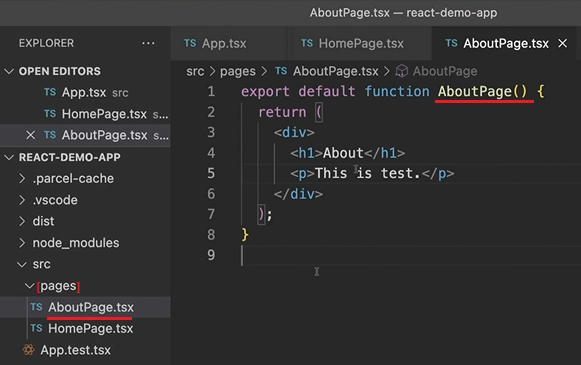 AboutPage.tsx — react-demo-app
EXPLORER ...
TS App.tsx TS HomePage.tsx TS AboutPage.tsx ×
OPEN EDITORS
TS App.tsx src
TS HomePage.tsx s...
× TS AboutPage.tsx s...
REACT-DEMO-APP
> .parcel-cache
> .vscode
> dist
> node_modules
src
[pages]
TS AboutPage.tsx
TS HomePage.tsx
App.test.tsx
src > pages > TS AboutPage.tsx > AboutPage
1 export default function AboutPage() {
2 return (
3 <div>
4 <h1>About</h1>
5 <p>This is test.</p>
6 </div>
7 );
8 }
9